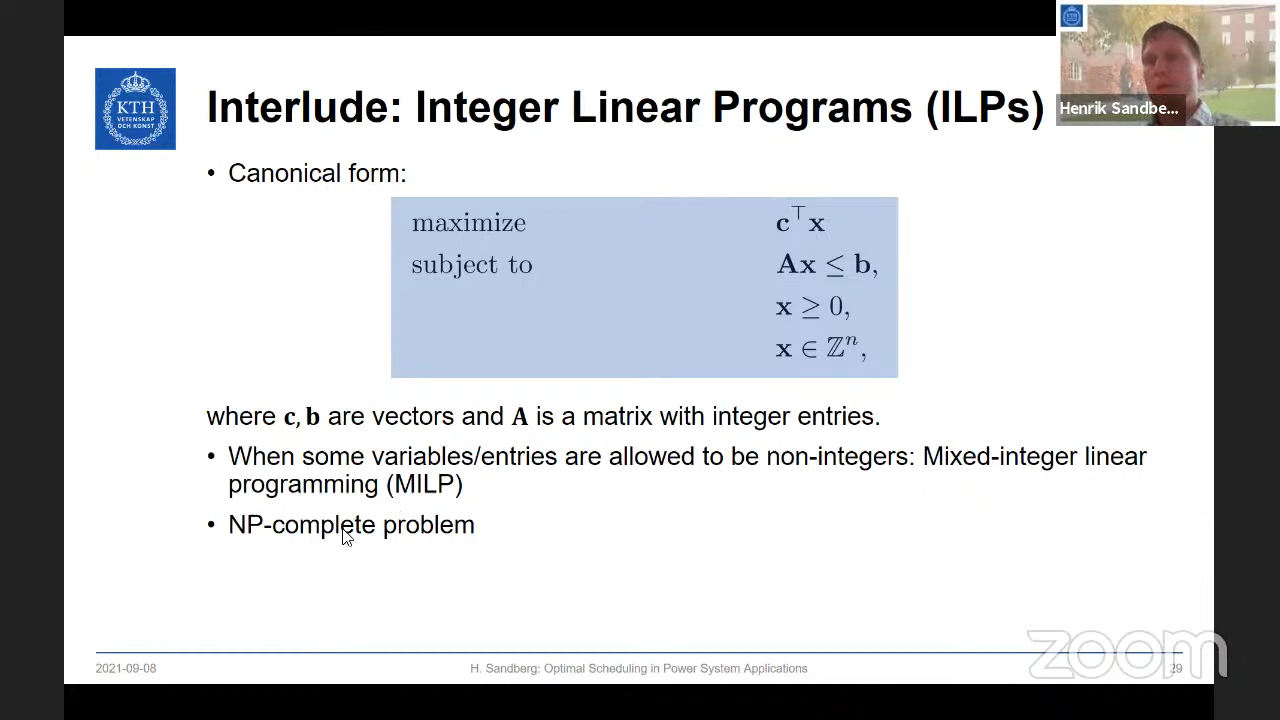 KTH
VETENSKAP
OCH KONST
Interlude: Integer Linear Programs (ILPs)
Henrik Sandbe...
• Canonical form:
maximize c⊤x
subject to Ax ≤ b,
x ≥ 0,
x ∈ ℤⁿ,
where c, b are vectors and A is a matrix with integer entries.
• When some variables/entries are allowed to be non-integers: Mixed-integer linear
programming (MILP)
• NP-complete problem
2021-09-08
H. Sandberg: Optimal Scheduling in Power System Applications
29
zoom